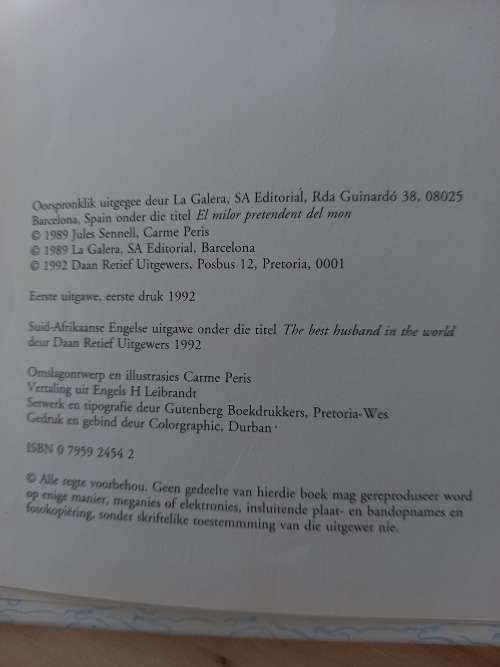 Oorspronklik uitgegee deur La Galera, SA Editorial, Rda Guinardó 38, 08025
Barcelona, Spain onder die titel El milor pretendent del mon
© 1989 Jules Sennell, Carme Peris
© 1989 La Galera, SA Editorial, Barcelona
© 1992 Daan Retief Uitgewers, Posbus 12, Pretoria, 0001
Eerste uitgawe, eerste druk 1992
Suid-Afrikaanse Engelse uitgawe onder die titel The best husband in the world
deur Daan Retief Uitgewers 1992
Omslagontwerp en illustrasies Carme Peris
Vertaling uit Engels H Leibrandt
Setwerk en tipografie deur Gutenberg Boekdrukkers, Pretoria-Wes
Gedruk en gebind deur Colorgraphic, Durban
ISBN 0 7959 2454 2
© Alle regte voorbehou. Geen gedeelte van hierdie boek mag gereproduseer word
op enige manier, meganies of elektronies, insluitende plaat- en bandopnames en
fotokopiëring, sonder skriftelike toestemmming van die uitgewer nie.